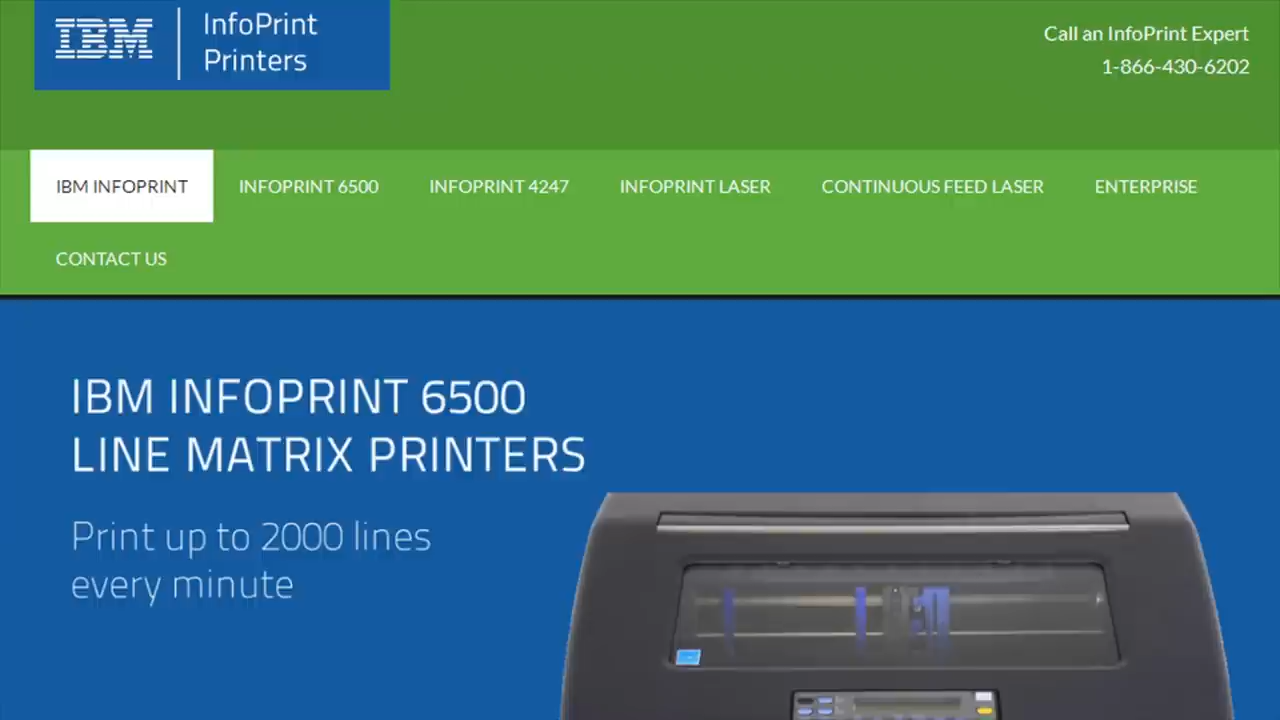 IBM
InfoPrint
Printers
Call an InfoPrint Expert
1-866-430-6202
IBM INFOPRINT
INFOPRINT 6500
INFOPRINT 4247
INFOPRINT LASER
CONTINUOUS FEED LASER
ENTERPRISE
CONTACT US
IBM INFOPRINT 6500
LINE MATRIX PRINTERS
Print up to 2000 lines
every minute